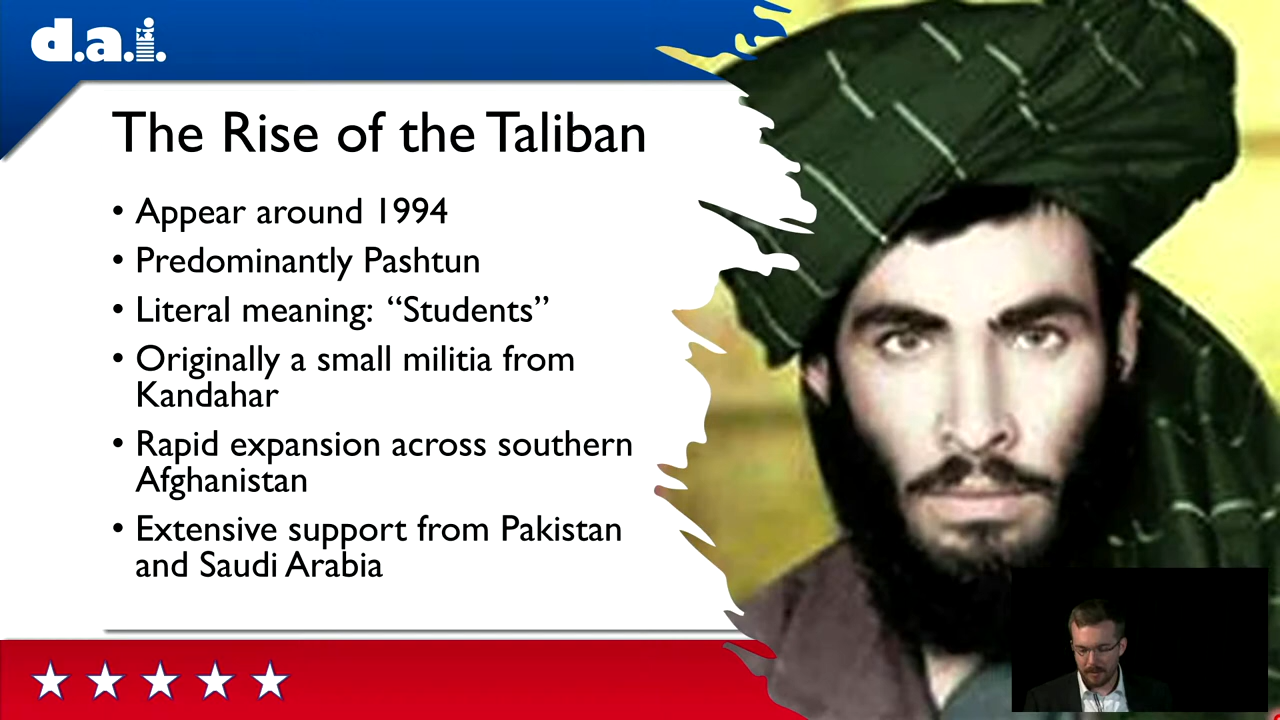 d.a.i.
The Rise of the Taliban
• Appear around 1994
• Predominantly Pashtun
• Literal meaning: “Students”
• Originally a small militia from
Kandahar
• Rapid expansion across southern
Afghanistan
• Extensive support from Pakistan
and Saudi Arabia